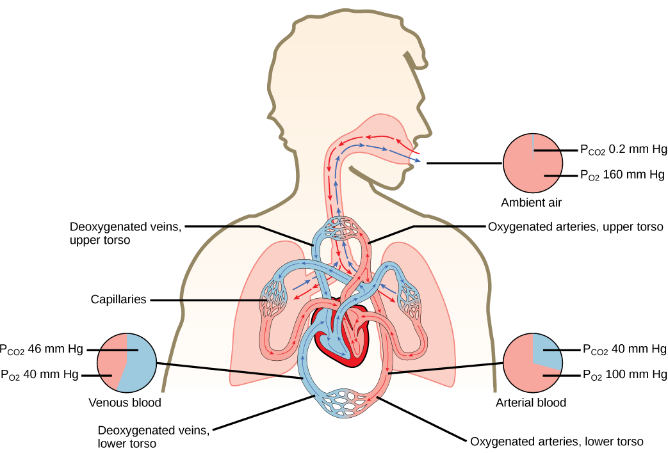 P_CO2 0.2 mm Hg
P_O2 160 mm Hg
Ambient air
Deoxygenated veins,
upper torso
Oxygenated arteries, upper torso
Capillaries
P_CO2 46 mm Hg
P_O2 40 mm Hg
Venous blood
P_CO2 40 mm Hg
P_O2 100 mm Hg
Arterial blood
Deoxygenated veins,
lower torso
Oxygenated arteries, lower torso